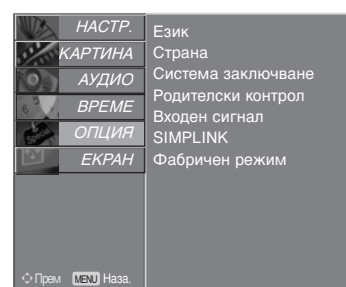 НАСТР.
КАРТИНА
АУДИО
ВРЕМЕ
ОПЦИЯ
ЕКРАН
Език
Страна
Система заключване
Родителски контрол
Входен сигнал
SIMPLINK
Фабричен режим
Прем MENU Наза.